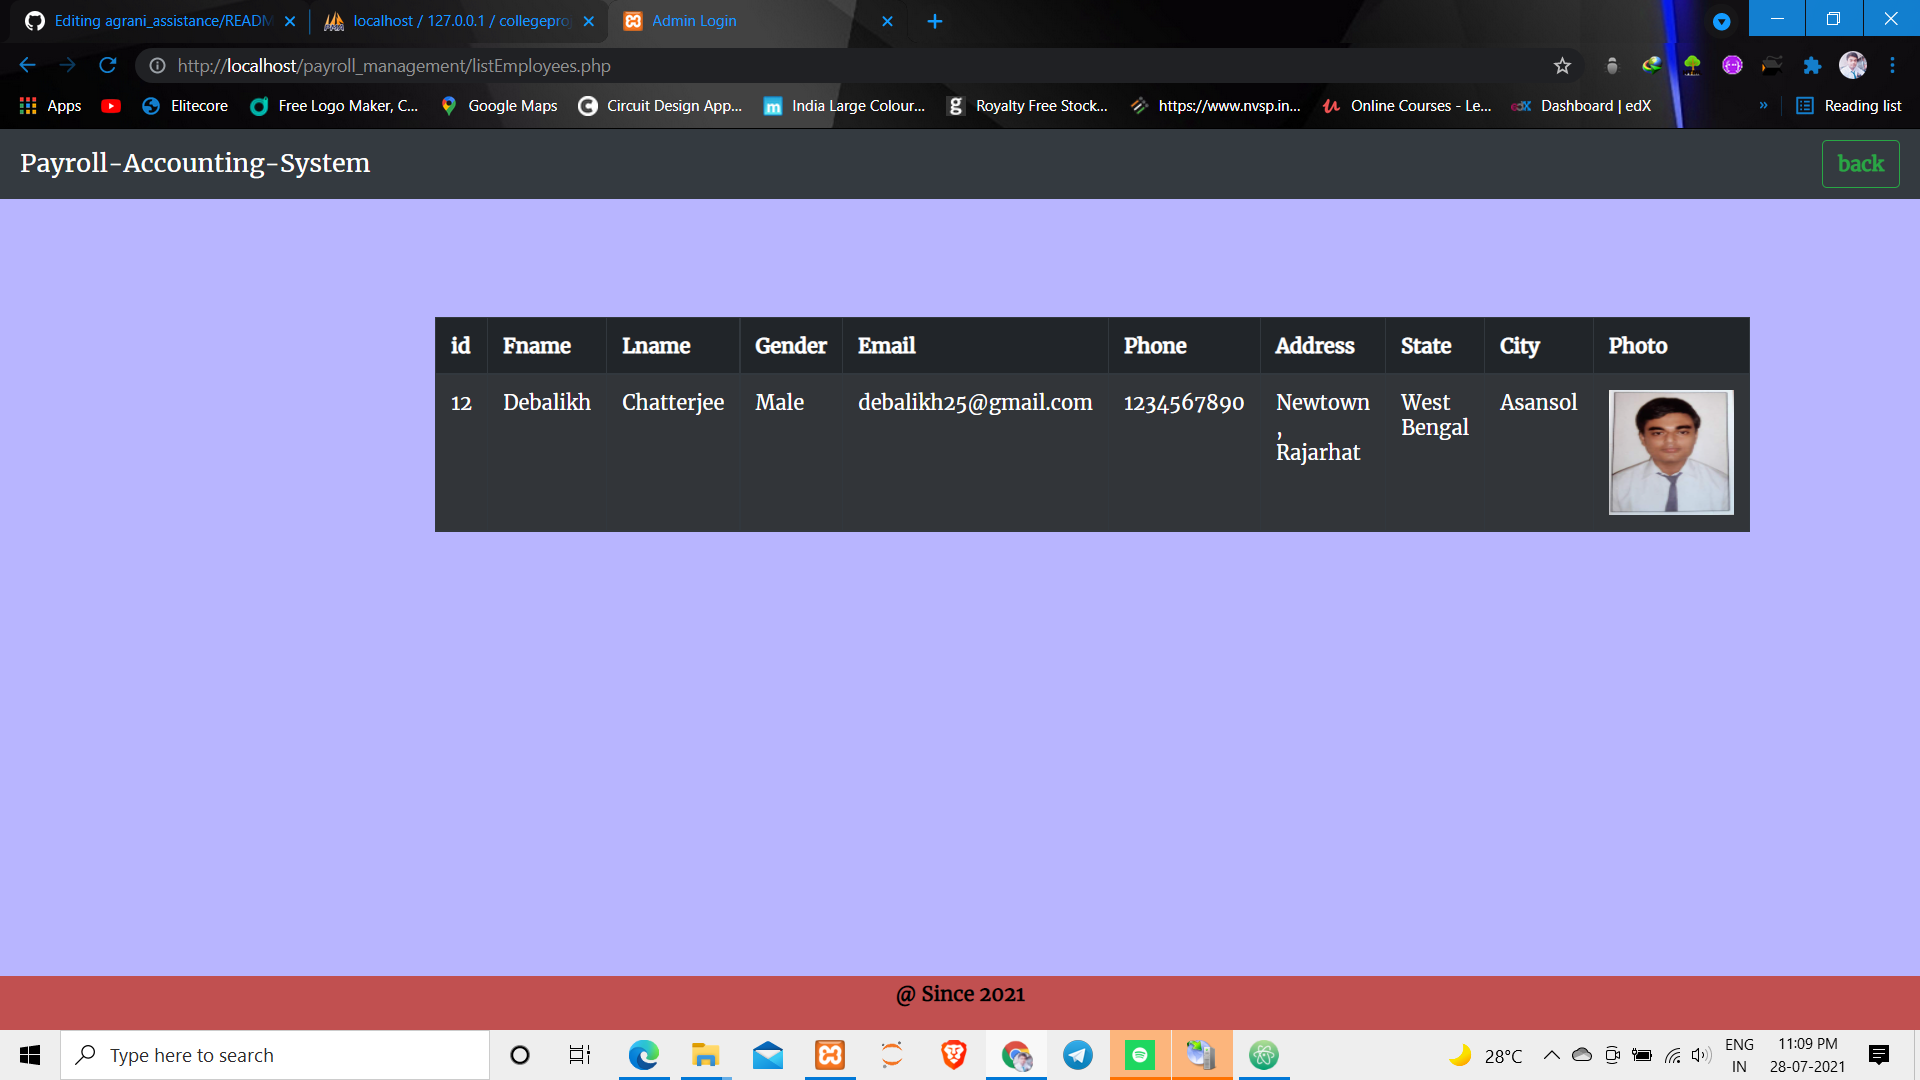 Editing agrani_assistance/READM
localhost / 127.0.0.1 / collegepro
Admin Login
http://localhost/payroll_management/listEmployees.php
Apps
Elitecore
Free Logo Maker, C...
Google Maps
Circuit Design App...
India Large Colour...
Royalty Free Stock...
https://www.nvsp.in...
Online Courses - Le...
Dashboard | edX
»
Reading list
Payroll-Accounting-System
back
id Fname Lname Gender Email Phone Address State City Photo
12 Debalikh Chatterjee Male debalikh25@gmail.com 1234567890 Newtown West Asansol
, Bengal
Rajarhat
@ Since 2021
Type here to search
28°C
ENG
IN
11:09 PM
28-07-2021